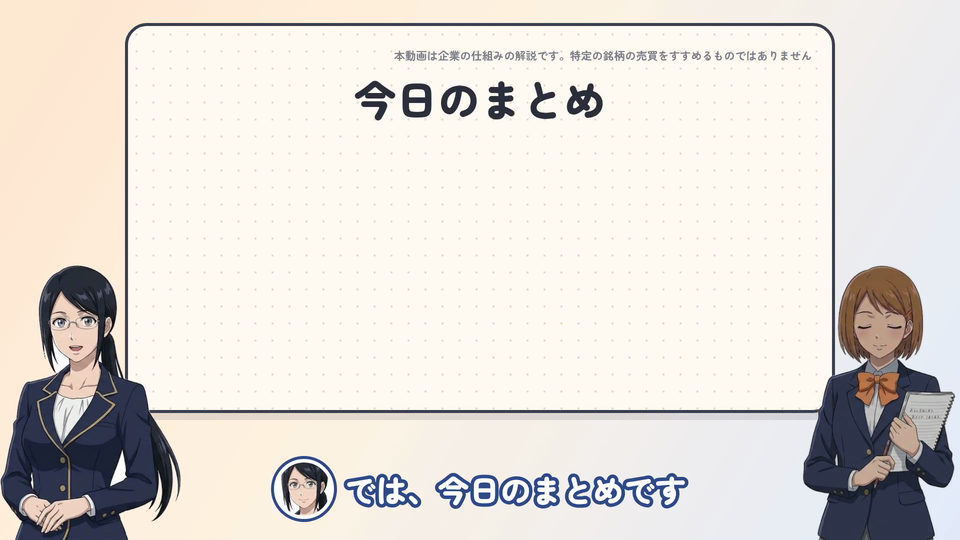 本動画は企業の仕組みの解説です。特定の銘柄の売買をすすめるものではありません
今日のまとめ
では、今日のまとめです